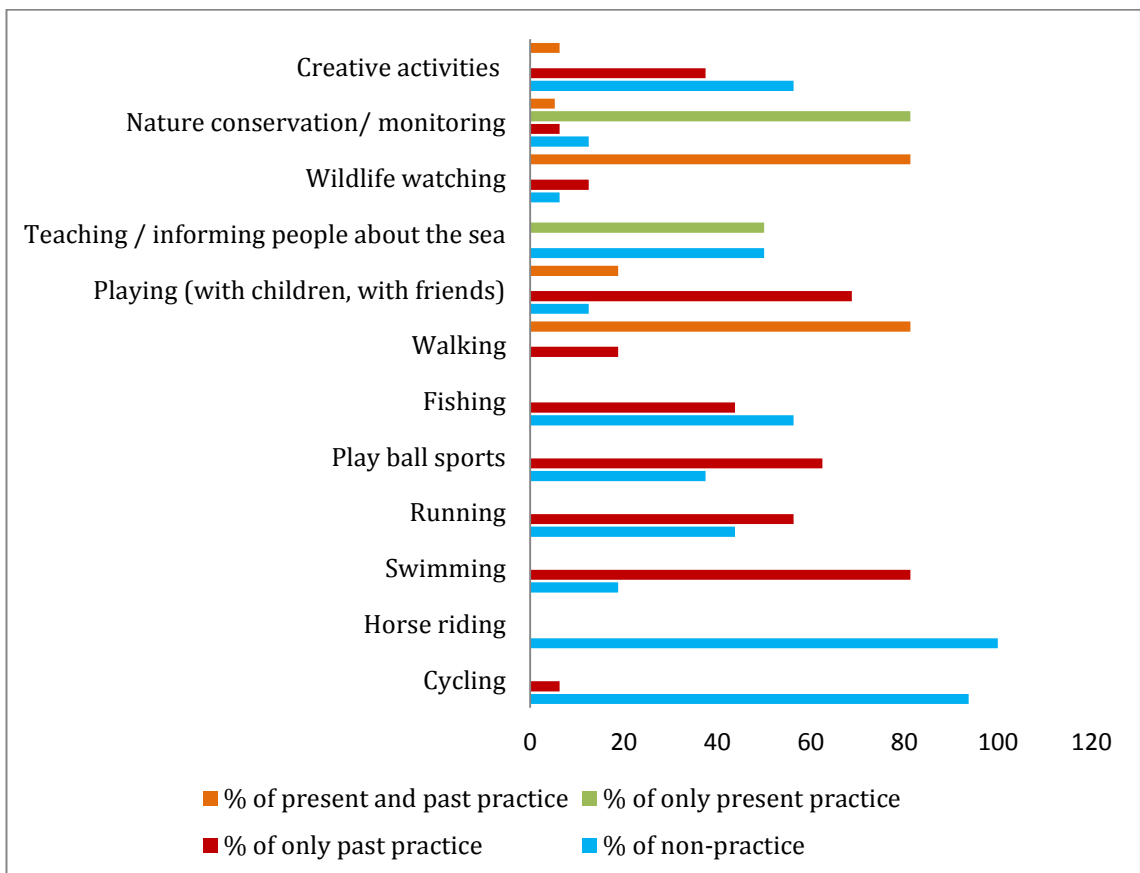 Creative activities
Nature conservation/ monitoring
Wildlife watching
Teaching / informing people about the sea
Playing (with children, with friends)
Walking
Fishing
Play ball sports
Running
Swimming
Horse riding
Cycling
0 20 40 60 80 100 120
% of present and past practice % of only present practice
% of only past practice % of non-practice